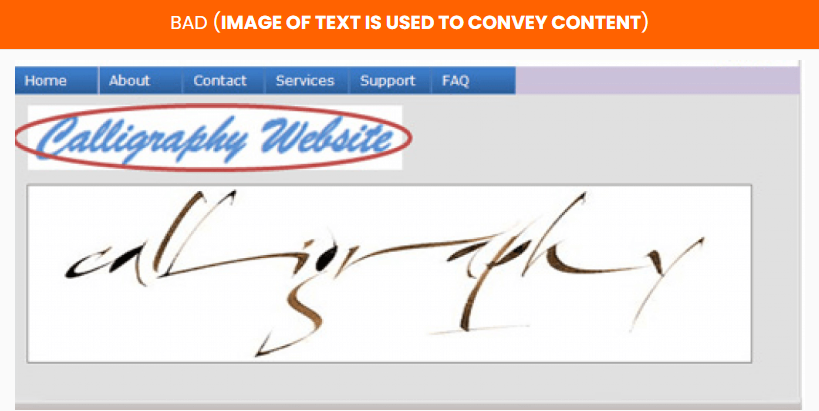 BAD (IMAGE OF TEXT IS USED TO CONVEY CONTENT)
Home About Contact Services Support FAQ
Calligraphy Website
calligraphy